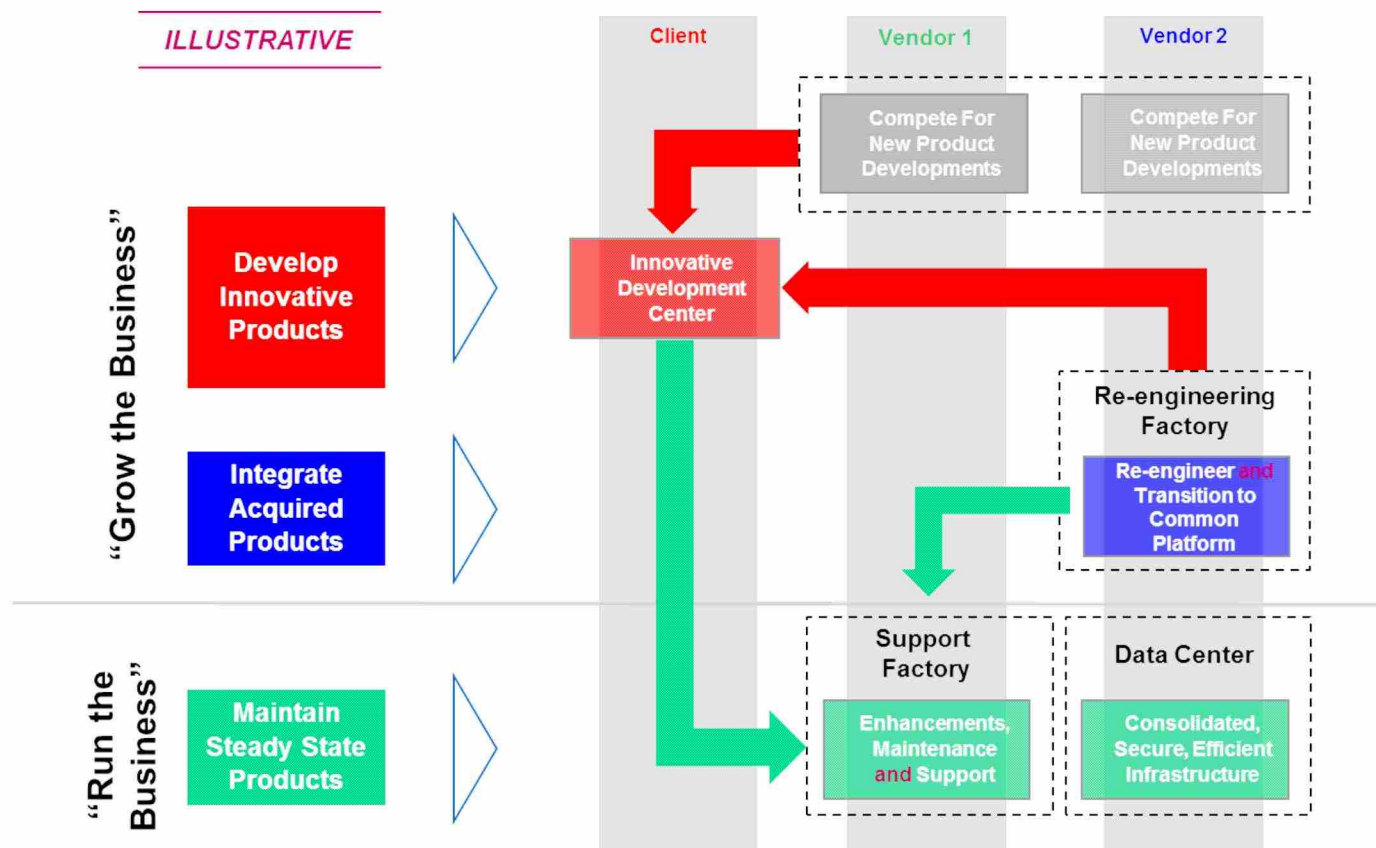 ILLUSTRATIVE
Client
Vendor 1
Vendor 2
Compete For
New Product
Developments
Compete For
New Product
Developments
“Grow the Business”
Develop
Innovative
Products
Innovative
Development
Center
Re-engineering
Factory
Integrate
Acquired
Products
Re-engineer and
Transition to
Common
Platform
“Run the
Business”
Maintain
Steady State
Products
Support
Factory
Enhancements,
Maintenance
and Support
Data Center
Consolidated,
Secure, Efficient
Infrastructure